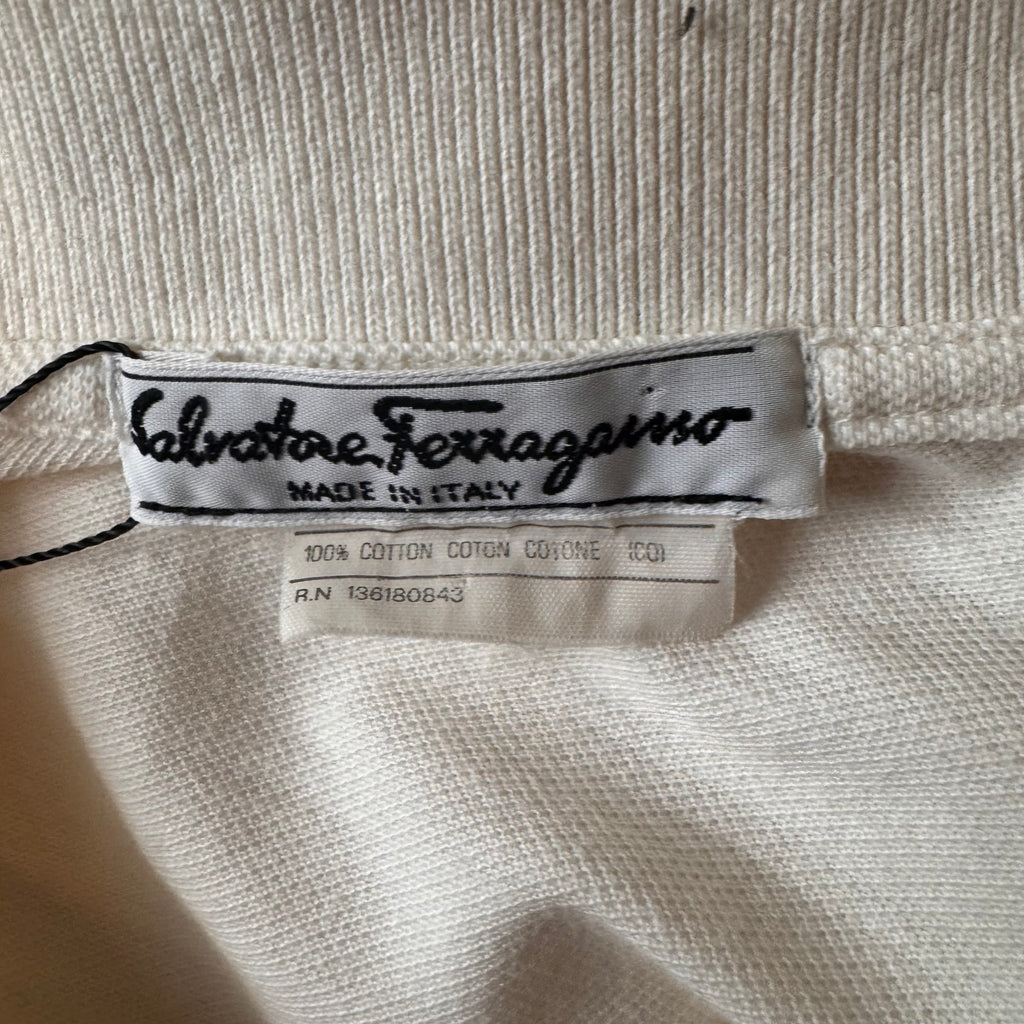 Salvatore Ferragamo
MADE IN ITALY
100% COTTON COTON COTONE (CO)
R.N 136180843